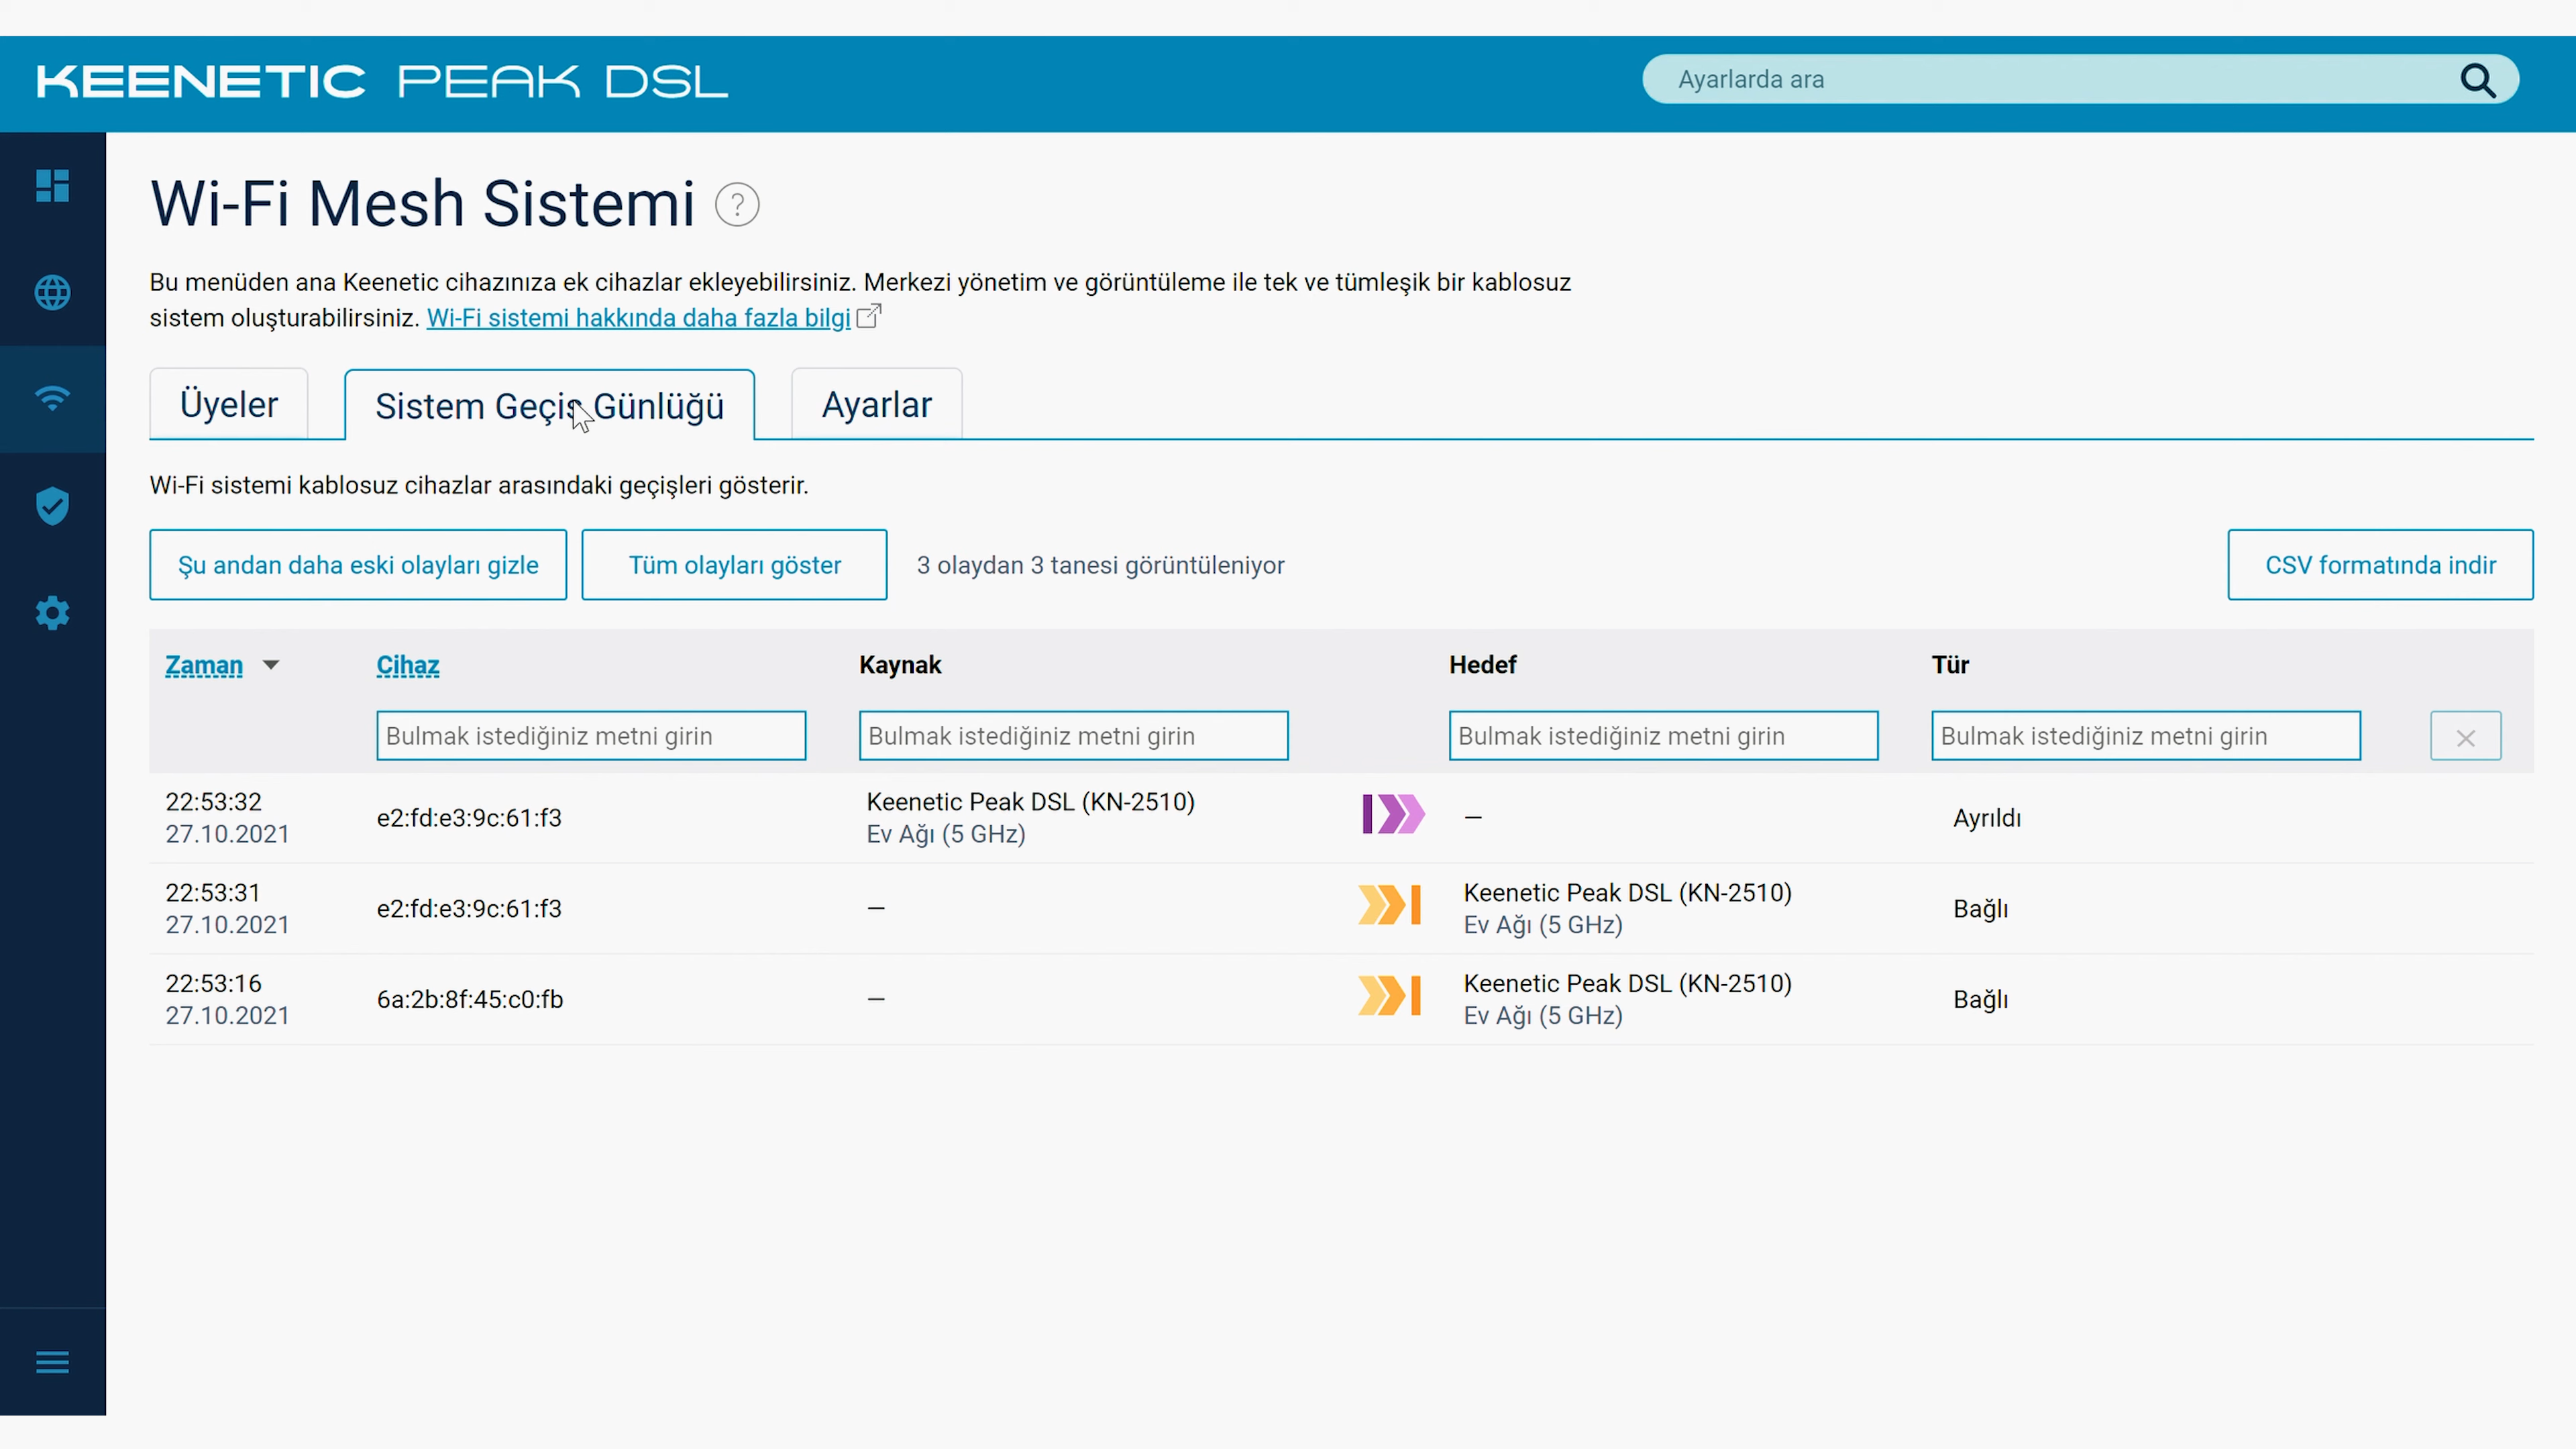 KEENETIC PEAK DSL
Ayarlarda ara
Wi-Fi Mesh Sistemi ?
Bu menüden ana Keenetic cihazınıza ek cihazlar ekleyebilirsiniz. Merkezi yönetim ve görüntüleme ile tek ve tümleşik bir kablosuz
sistem oluşturabilirsiniz. Wi-Fi sistemi hakkında daha fazla bilgi
Üyeler Sistem Geçiş Günlüğü Ayarlar
Wi-Fi sistemi kablosuz cihazlar arasındaki geçişleri gösterir.
Şu andan daha eski olayları gizle Tüm olayları göster 3 olaydan 3 tanesi görüntüleniyor CSV formatında indir
Zaman Cihaz Kaynak Hedef Tür
Bulmak istediğiniz metni girin Bulmak istediğiniz metni girin Bulmak istediğiniz metni girin Bulmak istediğiniz metni girin
22:53:32 e2:fd:e3:9c:61:f3 Keenetic Peak DSL (KN-2510) — Ayrıldı
27.10.2021 Ev Ağı (5 GHz)
22:53:31 e2:fd:e3:9c:61:f3 — Keenetic Peak DSL (KN-2510) Bağlı
27.10.2021 Ev Ağı (5 GHz)
22:53:16 6a:2b:8f:45:c0:fb — Keenetic Peak DSL (KN-2510) Bağlı
27.10.2021 Ev Ağı (5 GHz)